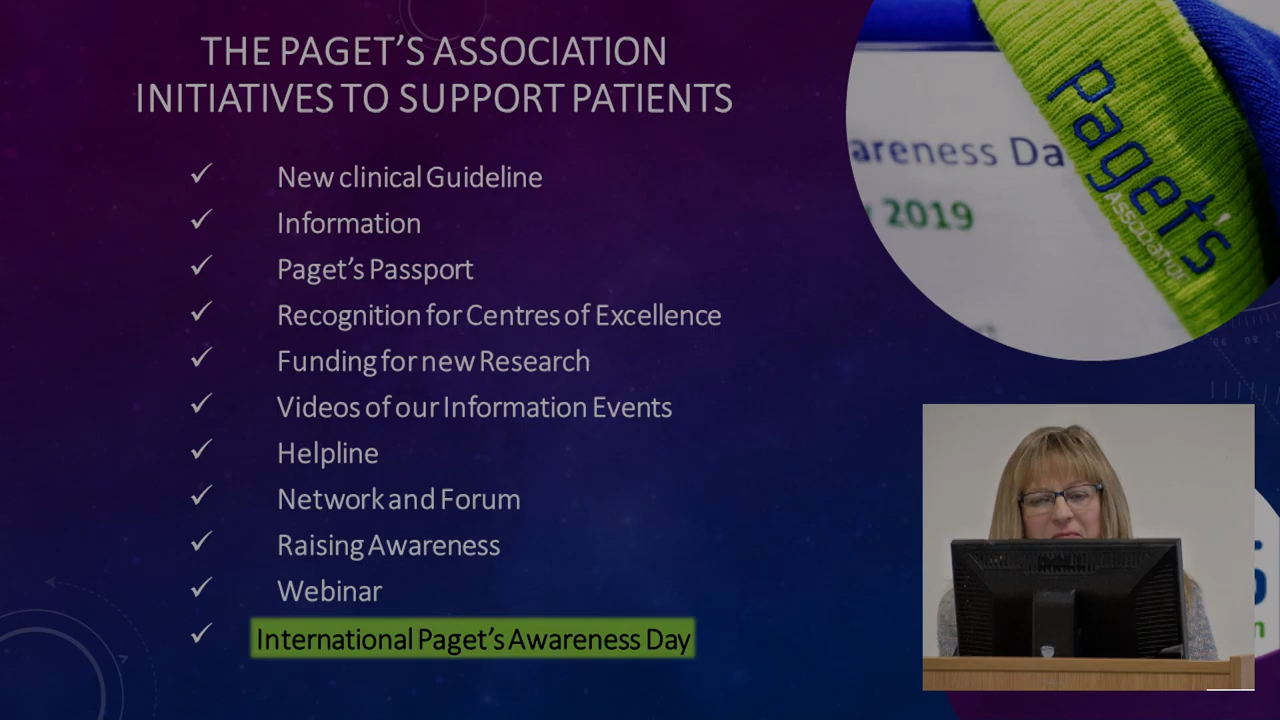 THE PAGET'S ASSOCIATION
INITIATIVES TO SUPPORT PATIENTS
✓ New clinical Guideline
✓ Information
✓ Paget's Passport
✓ Recognition for Centres of Excellence
✓ Funding for new Research
✓ Videos of our Information Events
✓ Helpline
✓ Network and Forum
✓ Raising Awareness
✓ Webinar
✓ International Paget's Awareness Day
areness Da
2019
Paget's
ASSOCIATION